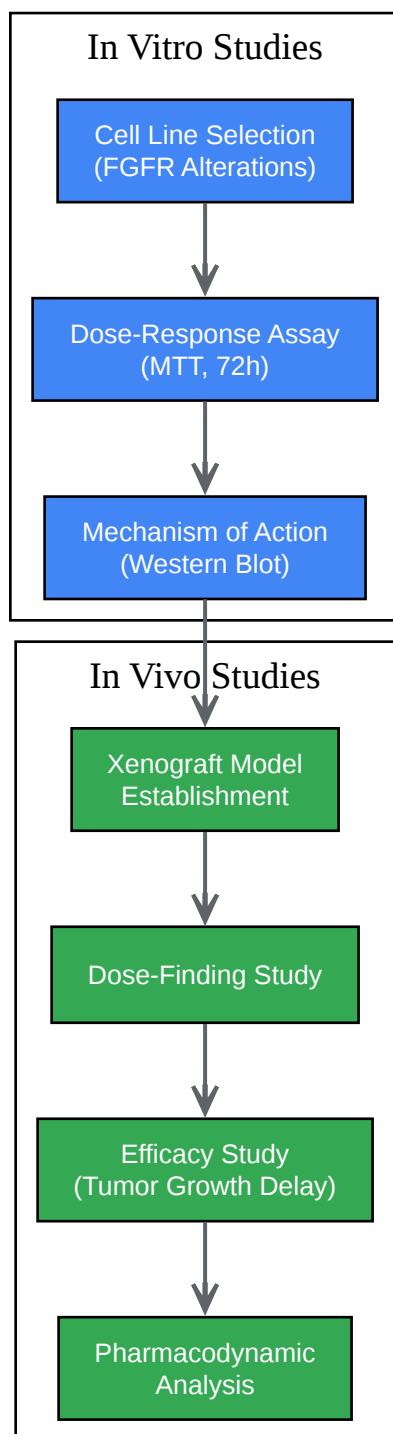 In Vitro Studies
Cell Line Selection
(FGFR Alterations)
Dose-Response Assay
(MTT, 72h)
Mechanism of Action
(Western Blot)
In Vivo Studies
Xenograft Model
Establishment
Dose-Finding Study
Efficacy Study
(Tumor Growth Delay)
Pharmacodynamic
Analysis